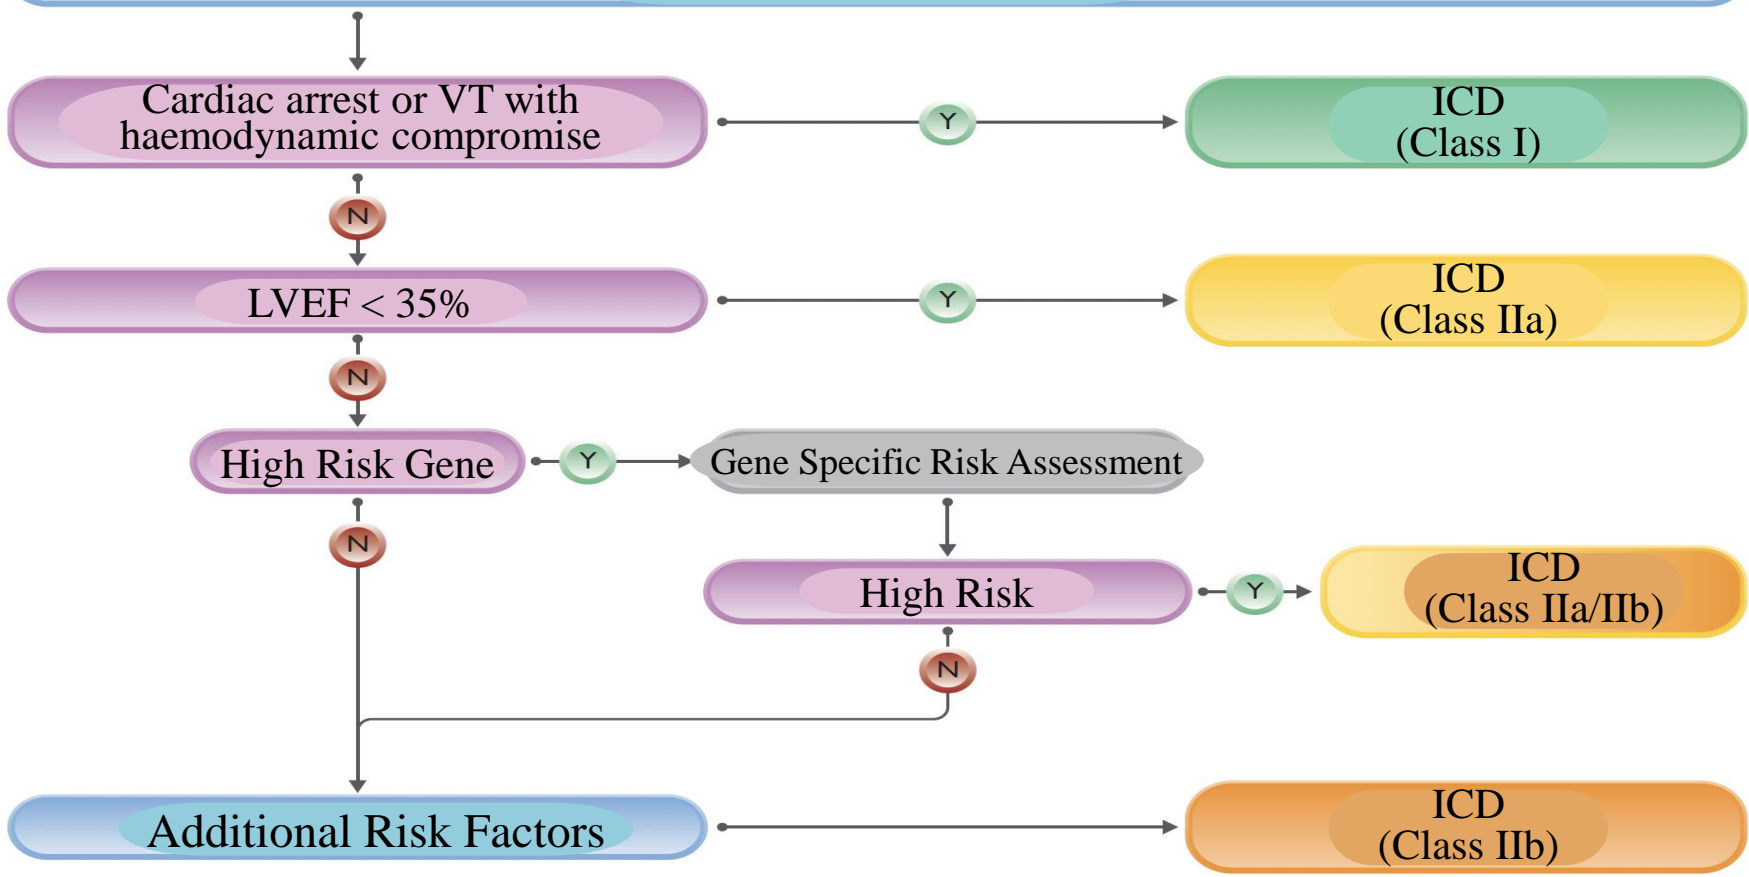 Cardiac arrest or VT with
haemodynamic compromise
Y
ICD
(Class I)
N
LVEF < 35%
Y
ICD
(Class IIa)
N
High Risk Gene
Y
Gene Specific Risk Assessment
N
High Risk
Y
ICD
(Class IIa/IIb)
N
Additional Risk Factors
ICD
(Class IIb)